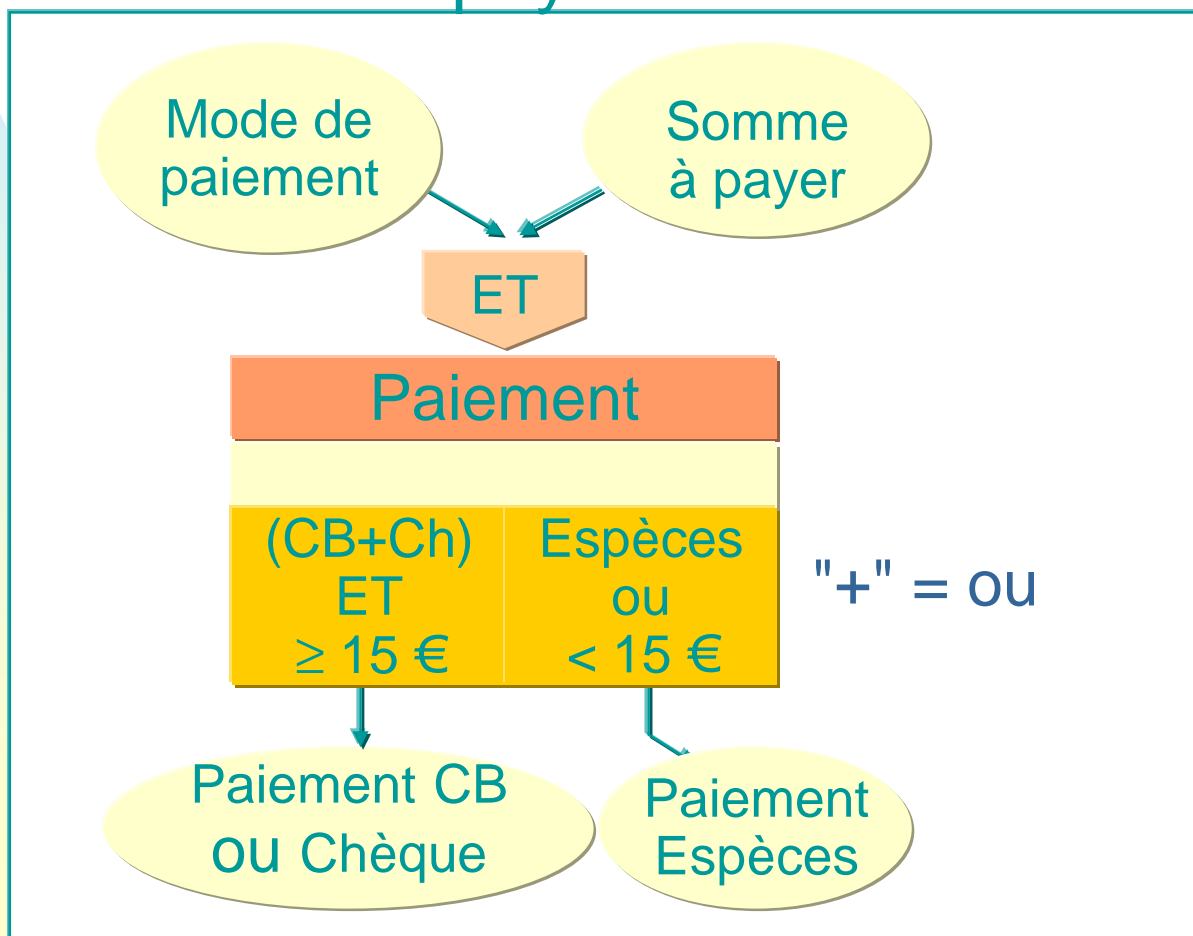 Mode de
paiement
Somme
à payer
ET
Paiement
(CB+Ch)
ET
≥ 15 €
Espèces
ou
< 15 €
"+" = ou
Paiement CB
ou Chèque
Paiement
Espèces